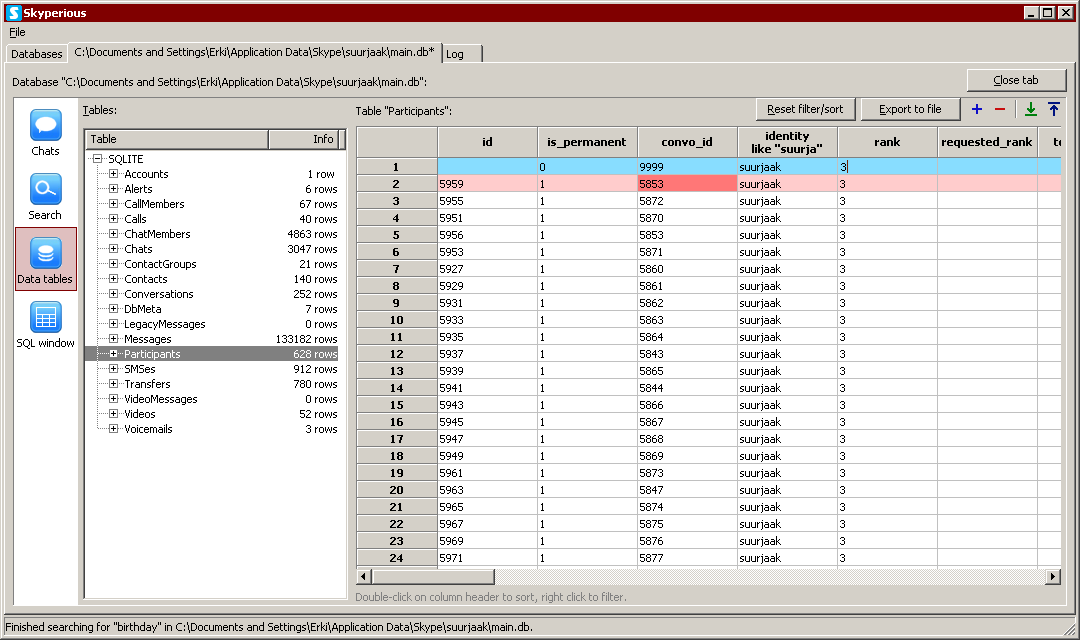 Skyperious
File
Databases C:\Documents and Settings\Erki\Application Data\Skype\suurjaak\main.db* Log
Database "C:\Documents and Settings\Erki\Application Data\Skype\suurjaak\main.db": Close tab
Chats
Search
Data tables
SQL window
Tables:
Table Info
SQLITE
Accounts 1 row
Alerts 6 rows
CallMembers 67 rows
Calls 40 rows
ChatMembers 4863 rows
Chats 3047 rows
ContactGroups 21 rows
Contacts 140 rows
Conversations 252 rows
DbMeta 7 rows
LegacyMessages 0 rows
Messages 133182 rows
Participants 628 rows
SMSes 912 rows
Transfers 780 rows
VideoMessages 0 rows
Videos 52 rows
Voicemails 3 rows
Table "Participants": Reset filter/sort Export to file
id is_permanent convo_id identity like "suurja" rank requested_rank
1 0 9999 suurjaak 3
2 5959 1 5853 suurjaak 3
3 5955 1 5872 suurjaak 3
4 5951 1 5870 suurjaak 3
5 5956 1 5853 suurjaak 3
6 5953 1 5871 suurjaak 3
7 5927 1 5860 suurjaak 3
8 5929 1 5861 suurjaak 3
9 5931 1 5862 suurjaak 3
10 5933 1 5863 suurjaak 3
11 5935 1 5864 suurjaak 3
12 5937 1 5843 suurjaak 3
13 5939 1 5865 suurjaak 3
14 5941 1 5844 suurjaak 3
15 5943 1 5866 suurjaak 3
16 5945 1 5867 suurjaak 3
17 5947 1 5868 suurjaak 3
18 5949 1 5869 suurjaak 3
19 5961 1 5873 suurjaak 3
20 5963 1 5847 suurjaak 3
21 5965 1 5874 suurjaak 3
22 5967 1 5875 suurjaak 3
23 5969 1 5876 suurjaak 3
24 5971 1 5877 suurjaak 3
Double-click on column header to sort, right click to filter.
Finished searching for "birthday" in C:\Documents and Settings\Erki\Application Data\Skype\suurjaak\main.db.